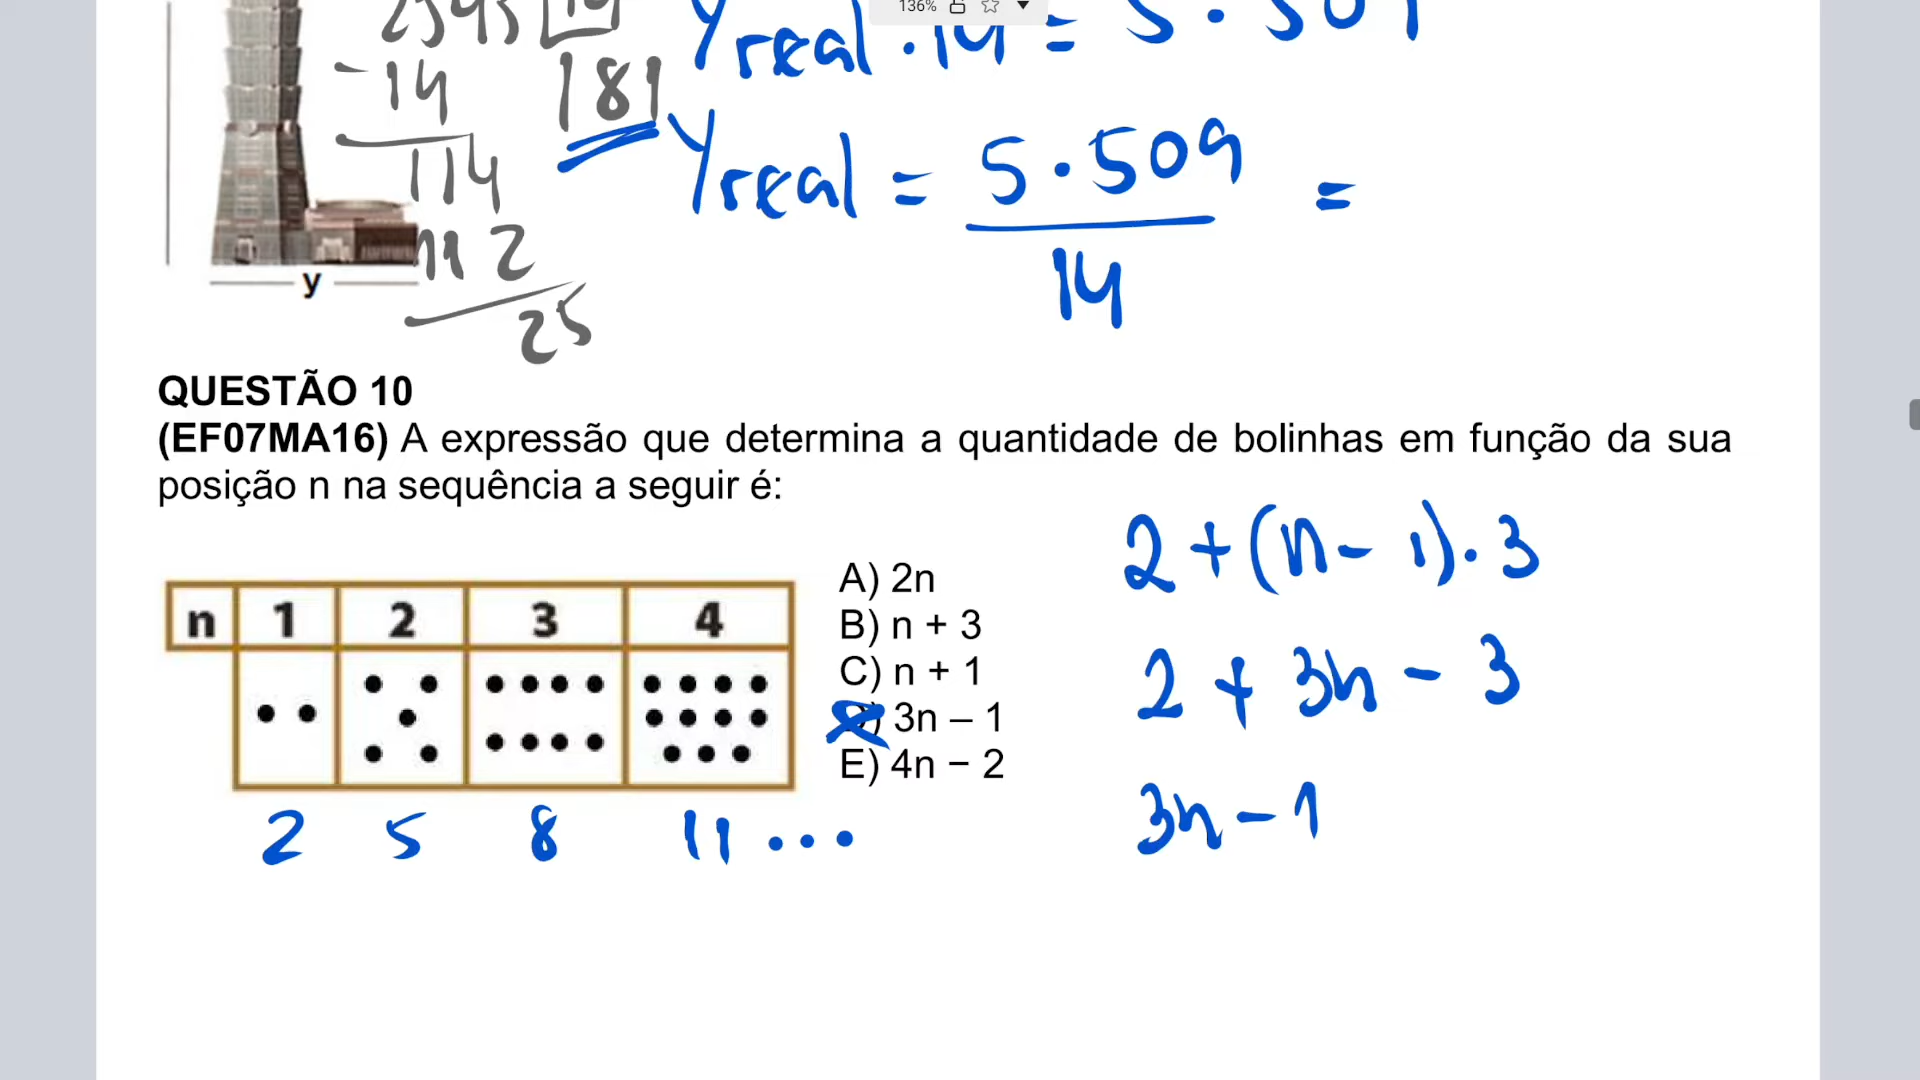 136%
2545 14
- 14 181
114
112
25
y
Yreal . 14 = 5 . 509
Yreal = 5 . 509 =
14
QUESTÃO 10
(EF07MA16) A expressão que determina a quantidade de bolinhas em função da sua
posição n na sequência a seguir é:
n 1 2 3 4
2 5 8 11 ...
A) 2n
B) n + 3
C) n + 1
D) 3n – 1
E) 4n − 2
2 + (n - 1) . 3
2 + 3n - 3
3n - 1